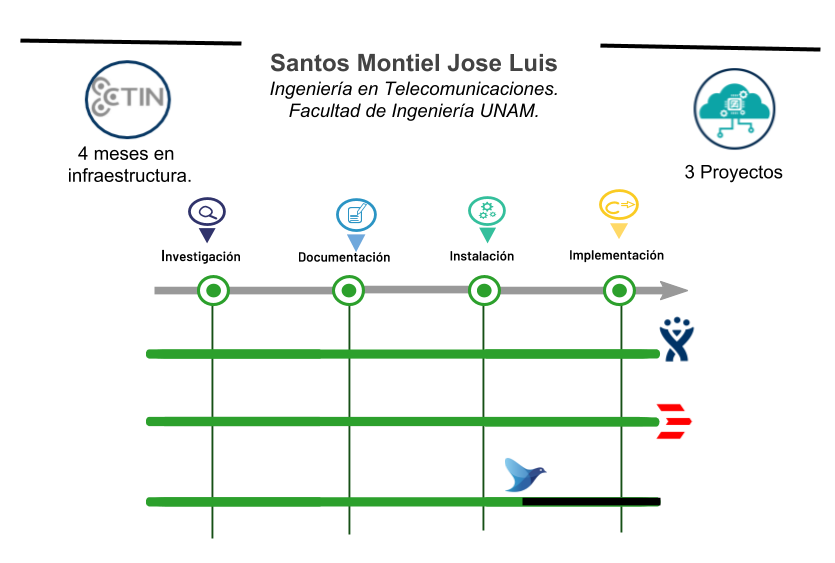 Santos Montiel Jose Luis
Ingeniería en Telecomunicaciones.
Facultad de Ingeniería UNAM.
CTIN
4 meses en
infraestructura.
3 Proyectos
Investigación
Documentación
Instalación
Implementación